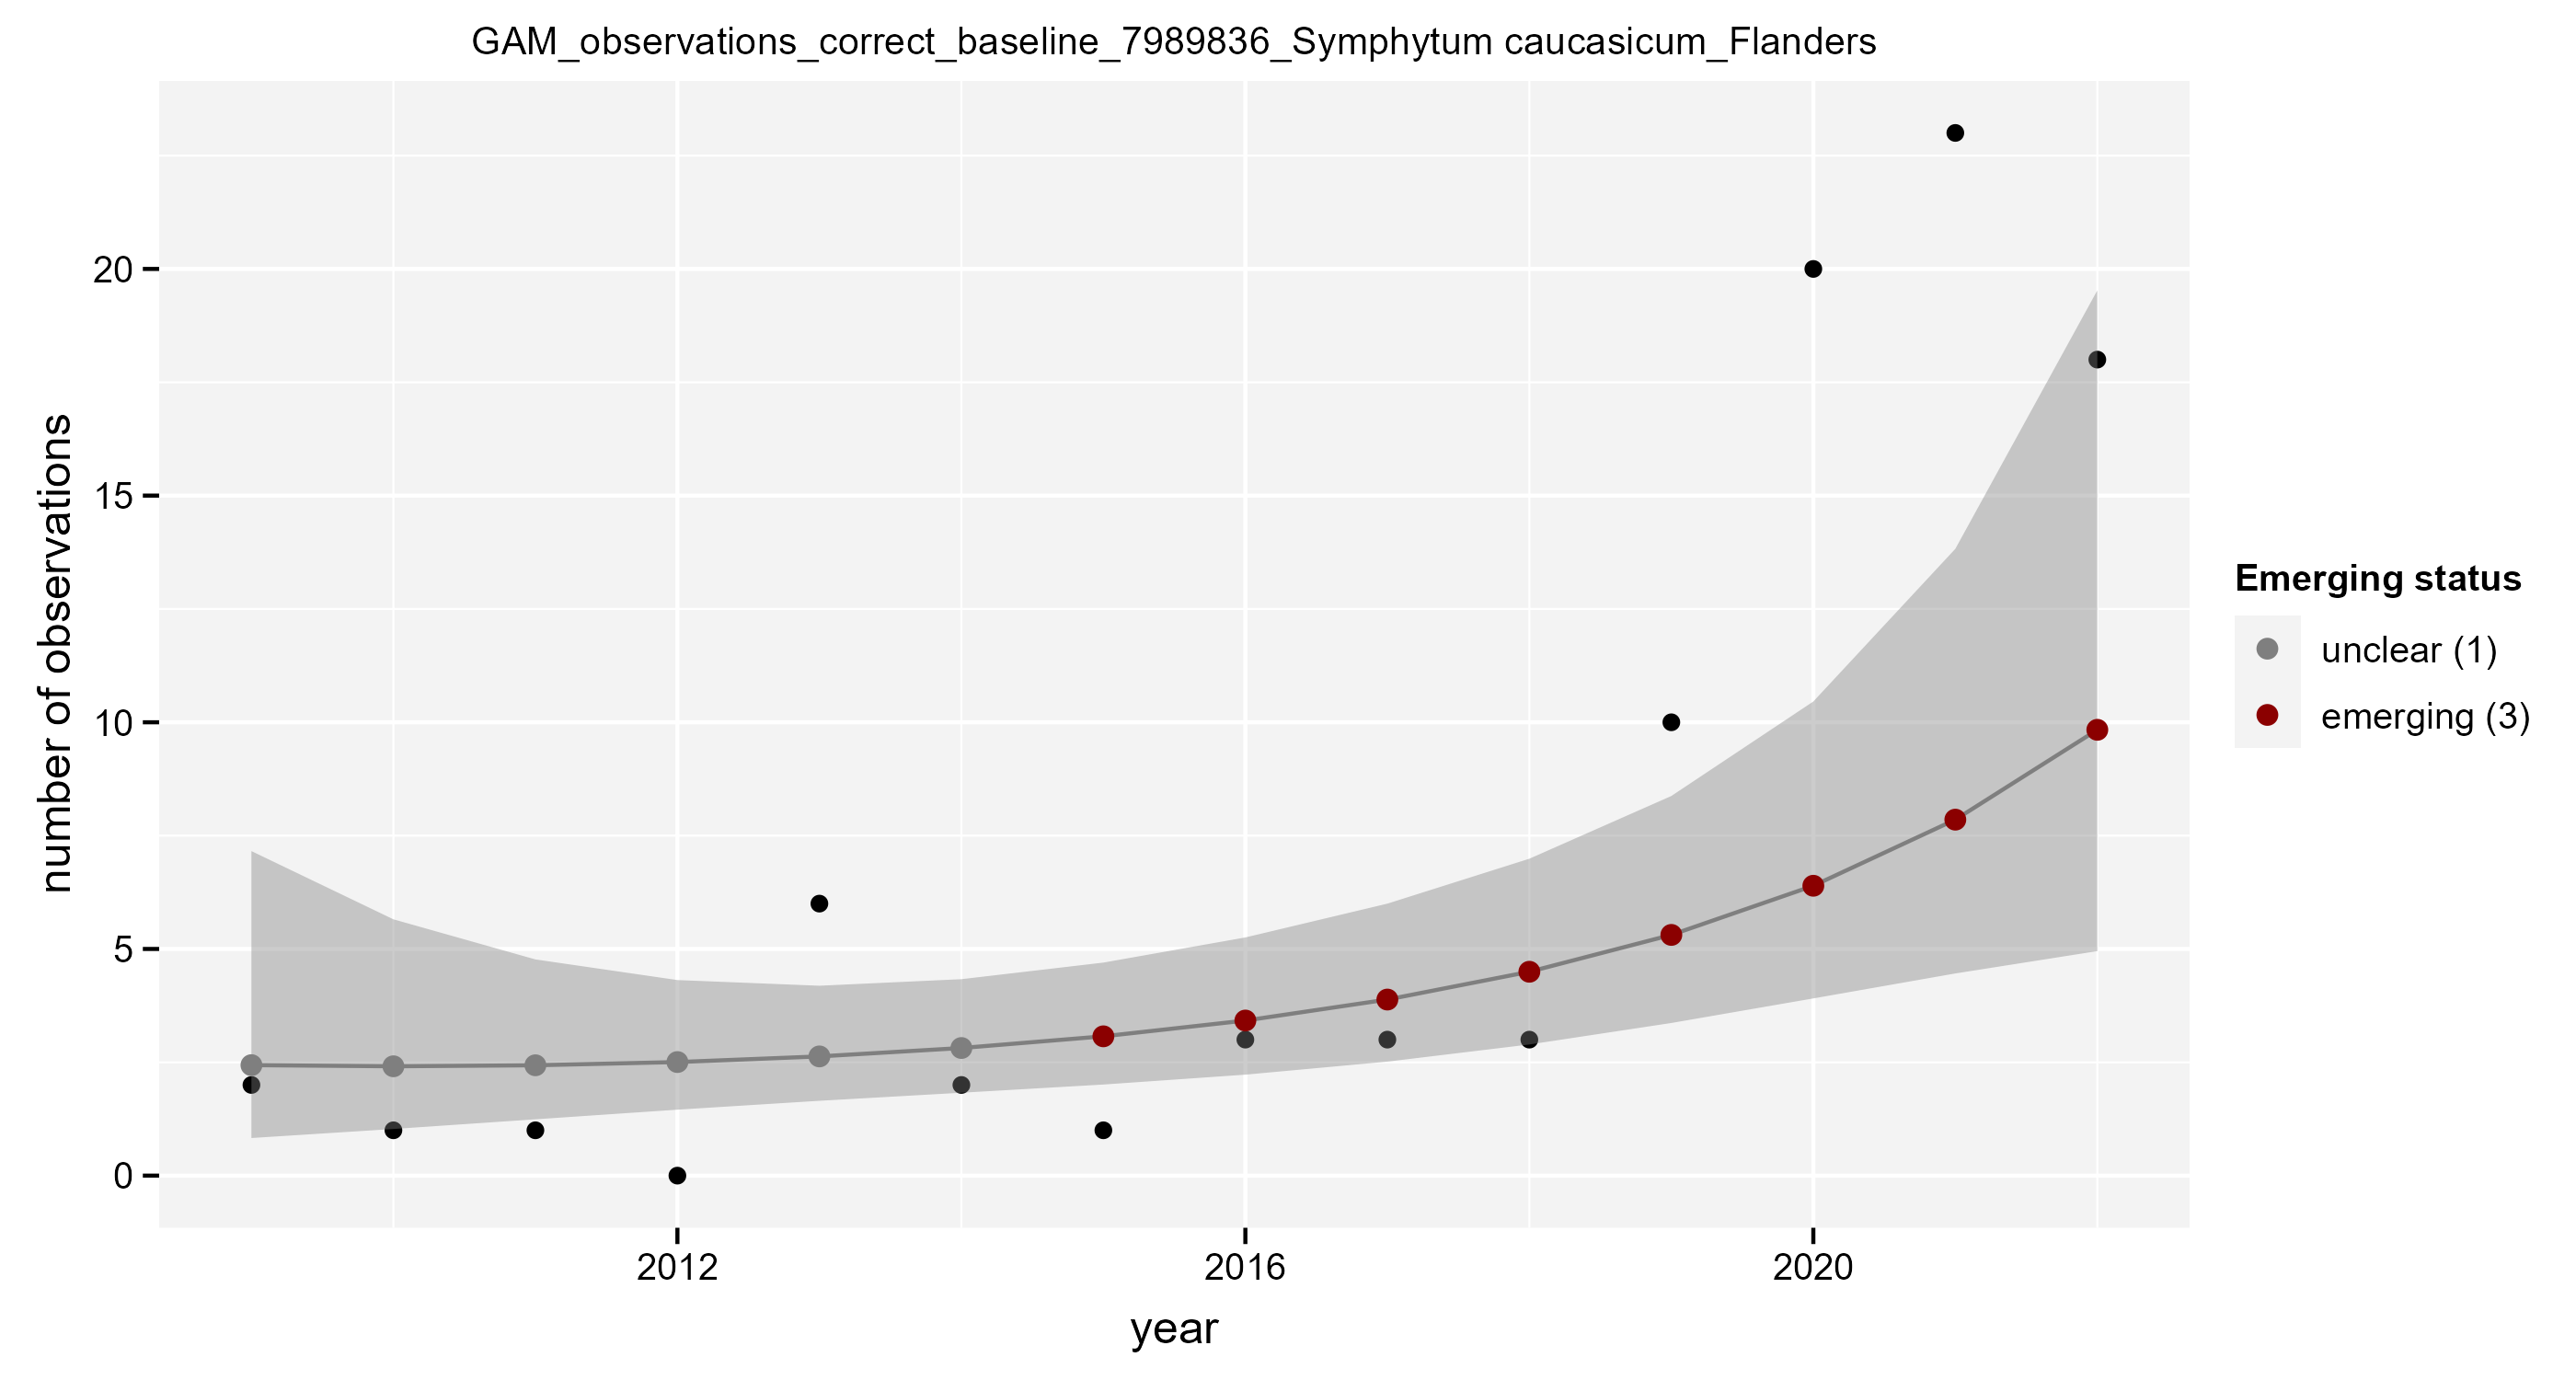 GAM_observations_correct_baseline_7989836_Symphytum caucasicum_Flanders
number of observations
20
15
10
5
0
2012
2016
2020
year
Emerging status
unclear (1)
emerging (3)